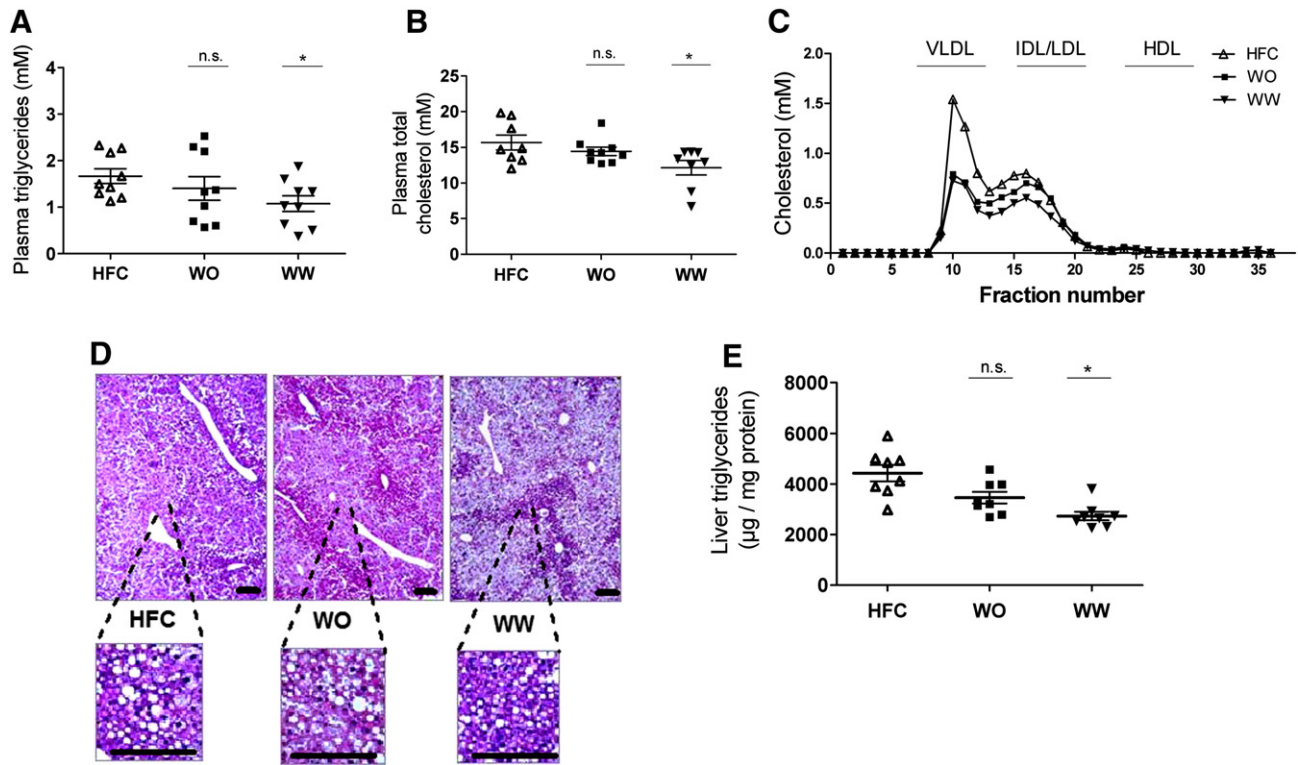 A
Plasma triglycerides (mM)
n.s.
*
4
3
2
1
0
HFC
WO
WW
B
Plasma total
cholesterol (mM)
n.s.
*
25
20
15
10
5
0
HFC
WO
WW
C
Cholesterol (mM)
VLDL
IDL/LDL
HDL
HFC
WO
WW
2.0
1.5
1.0
0.5
0.0
0
5
10
15
20
25
30
35
Fraction number
D
HFC
WO
WW
E
Liver triglycerides
(µg / mg protein)
n.s.
*
8000
6000
4000
2000
0
HFC
WO
WW